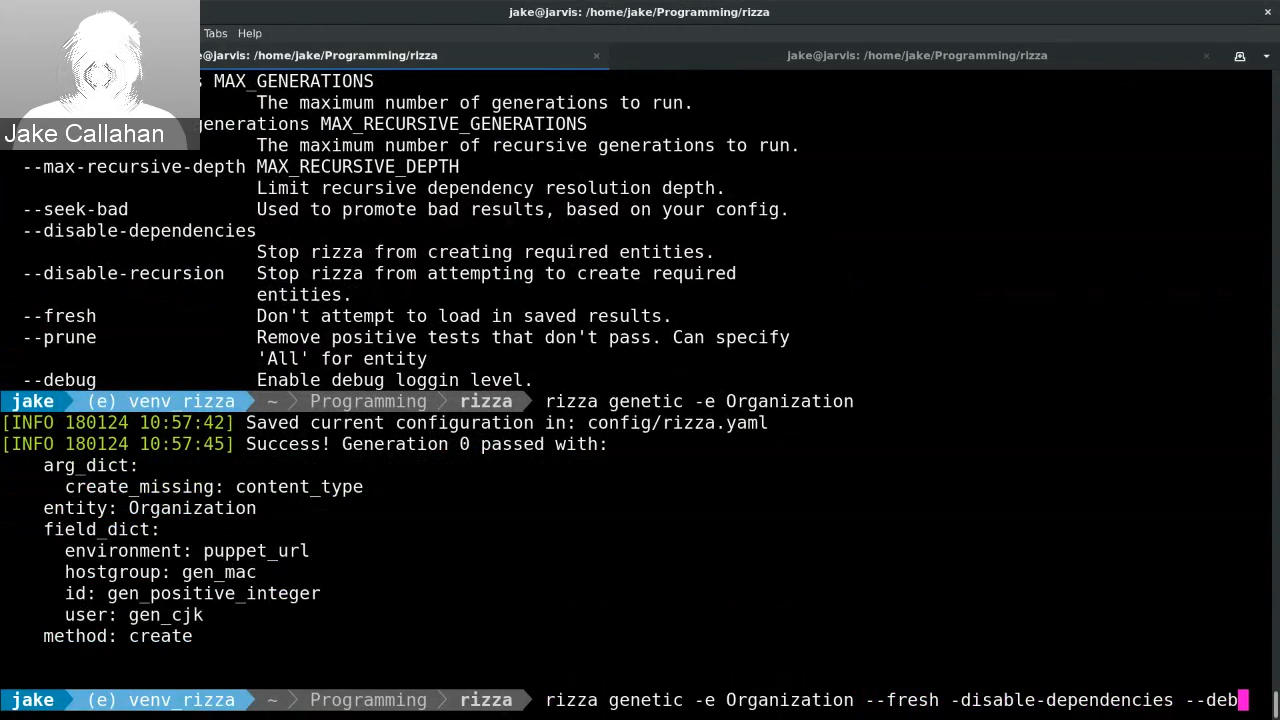 jake@jarvis: /home/jake/Programming/rizza
Tabs Help
@jarvis: /home/jake/Programming/rizza
jake@jarvis: /home/jake/Programming/rizza
Jake Callahan
MAX_GENERATIONS
The maximum number of generations to run.
generations MAX_RECURSIVE_GENERATIONS
The maximum number of recursive generations to run.
--max-recursive-depth MAX_RECURSIVE_DEPTH
Limit recursive dependency resolution depth.
--seek-bad Used to promote bad results, based on your config.
--disable-dependencies
Stop rizza from creating required entities.
--disable-recursion Stop rizza from attempting to create required
entities.
--fresh Don't attempt to load in saved results.
--prune Remove positive tests that don't pass. Can specify
'All' for entity
--debug Enable debug loggin level.
jake (e) venv_rizza ~ Programming rizza rizza genetic -e Organization
[INFO 180124 10:57:42] Saved current configuration in: config/rizza.yaml
[INFO 180124 10:57:45] Success! Generation 0 passed with:
arg_dict:
create_missing: content_type
entity: Organization
field_dict:
environment: puppet_url
hostgroup: gen_mac
id: gen_positive_integer
user: gen_cjk
method: create
jake (e) venv_rizza ~ Programming rizza rizza genetic -e Organization --fresh -disable-dependencies --deb